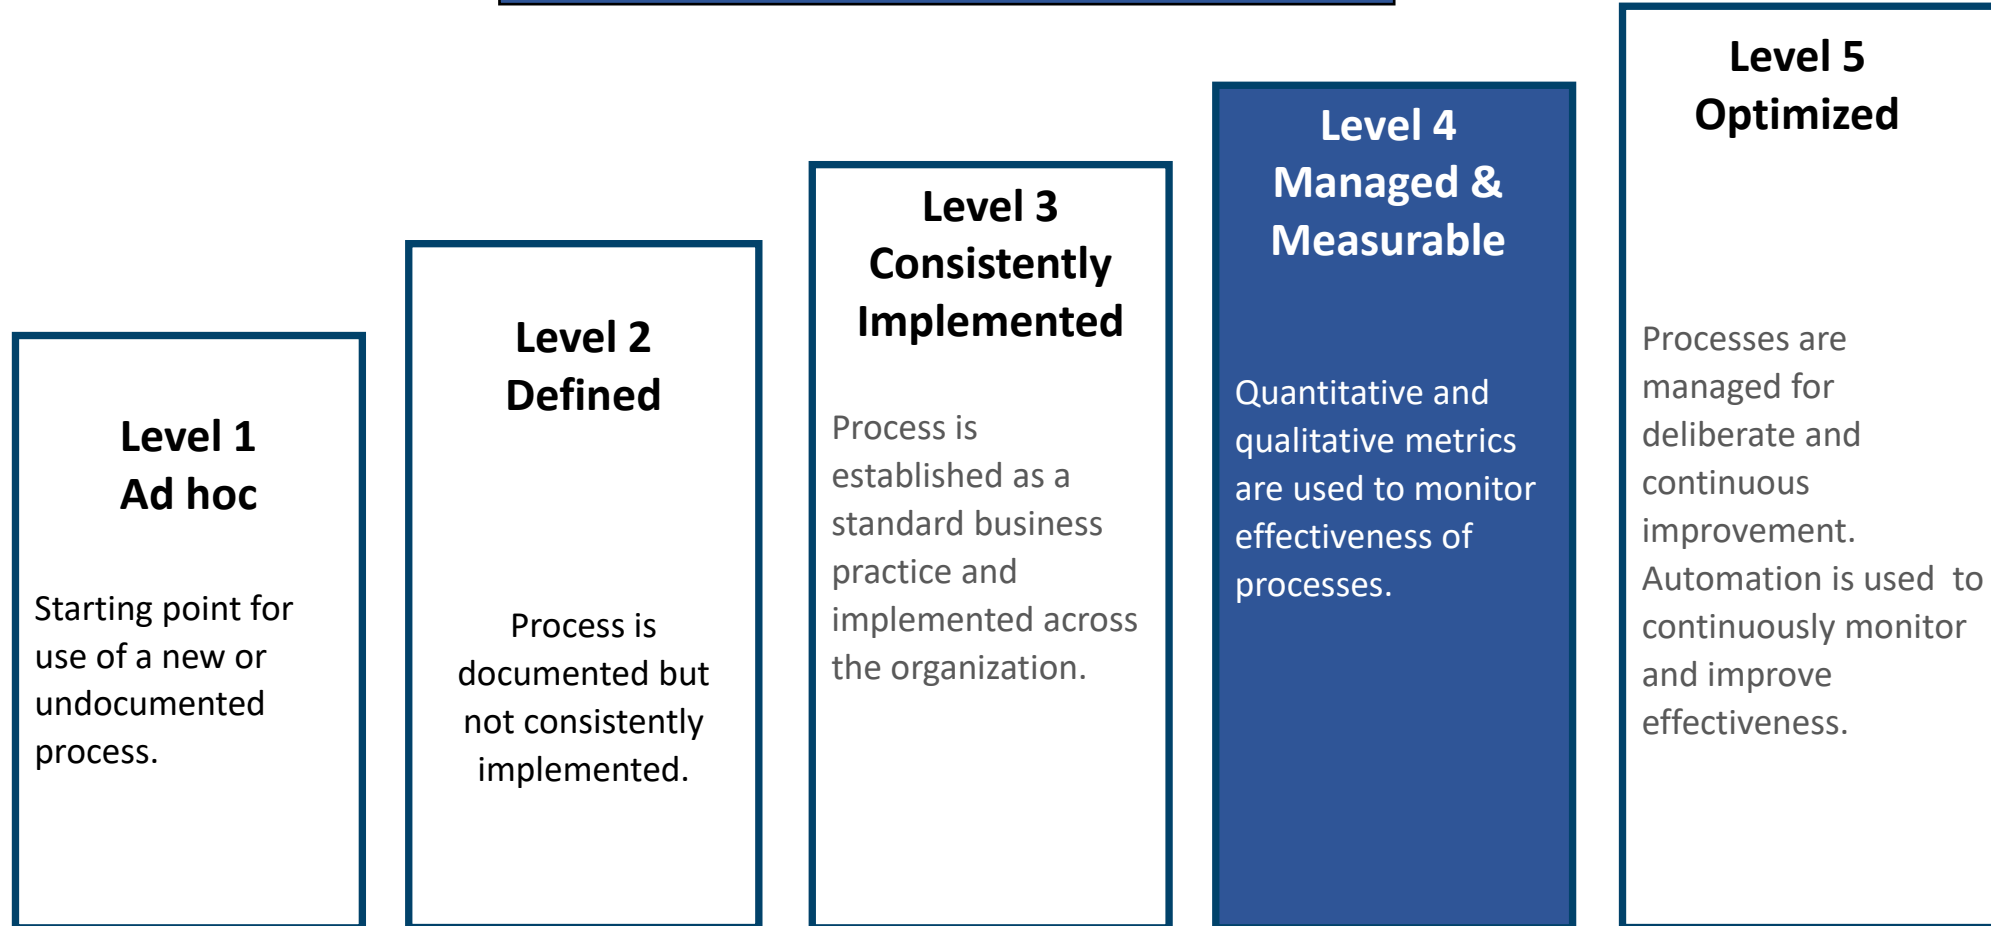 Level 1
Ad hoc
Starting point for
use of a new or
undocumented
process.
Level 2
Defined
Process is
documented but
not consistently
implemented.
Level 3
Consistently
Implemented
Process is
established as a
standard business
practice and
implemented across
the organization.
Level 4
Managed &
Measurable
Quantitative and
qualitative metrics
are used to monitor
effectiveness of
processes.
Level 5
Optimized
Processes are
managed for
deliberate and
continuous
improvement.
Automation is used  to
continuously monitor
and improve
effectiveness.